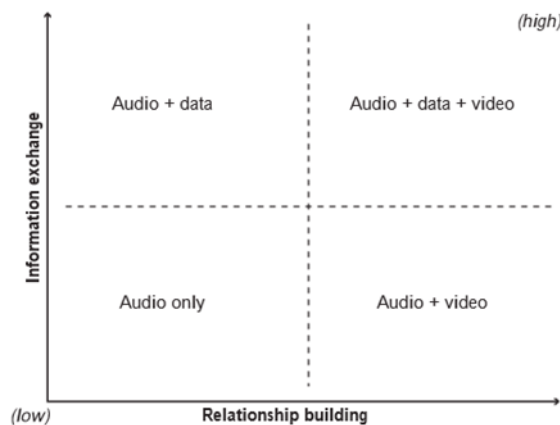 (high)
Audio + data
Audio + data + video
Information exchange
Audio only
Audio + video
(low)
Relationship building